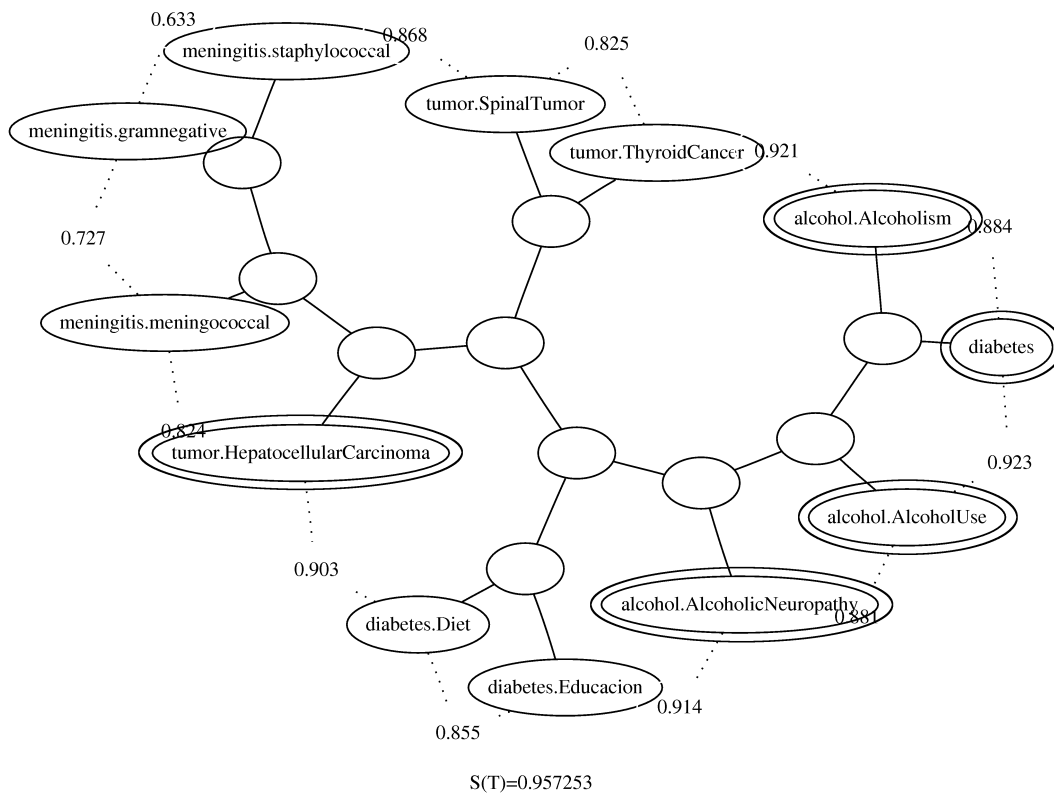 0.633
meningitis.staphylococcal
0.868
0.825
tumor.SpinalTumor
meningitis.gramnegative
tumor.ThyroidCancer
0.921
alcohol.Alcoholism
0.884
0.727
meningitis.meningococcal
diabetes
0.824
tumor.HepatocellularCarcinoma
0.923
alcohol.AlcoholUse
0.903
alcohol.AlcoholicNeuropathy
0.881
diabetes.Diet
diabetes.Educacion
0.914
0.855
S(T)=0.957253